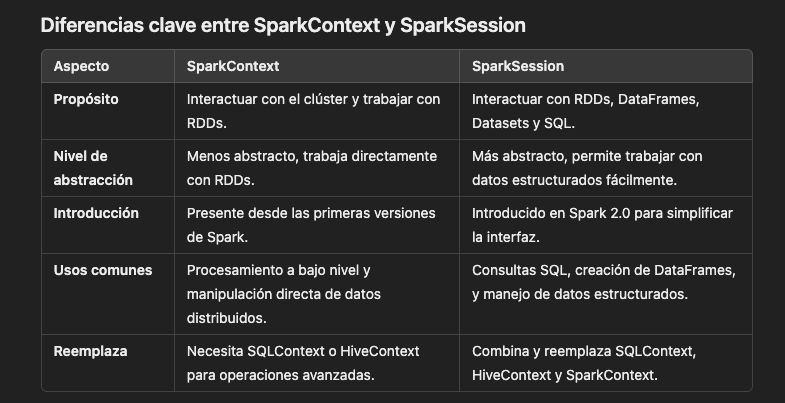 Diferencias clave entre SparkContext y SparkSession
Aspecto SparkContext SparkSession
Propósito Interactuar con el clúster y trabajar con Interactuar con RDDs, DataFrames,
RDDs. Datasets y SQL.
Nivel de Menos abstracto, trabaja directamente Más abstracto, permite trabajar con
abstracción con RDDs. datos estructurados fácilmente.
Introducción Presente desde las primeras versiones Introducido en Spark 2.0 para simplificar
de Spark. la interfaz.
Usos comunes Procesamiento a bajo nivel y Consultas SQL, creación de DataFrames,
manipulación directa de datos y manejo de datos estructurados.
distribuidos.
Reemplaza Necesita SQLContext o HiveContext Combina y reemplaza SQLContext,
para operaciones avanzadas. HiveContext y SparkContext.